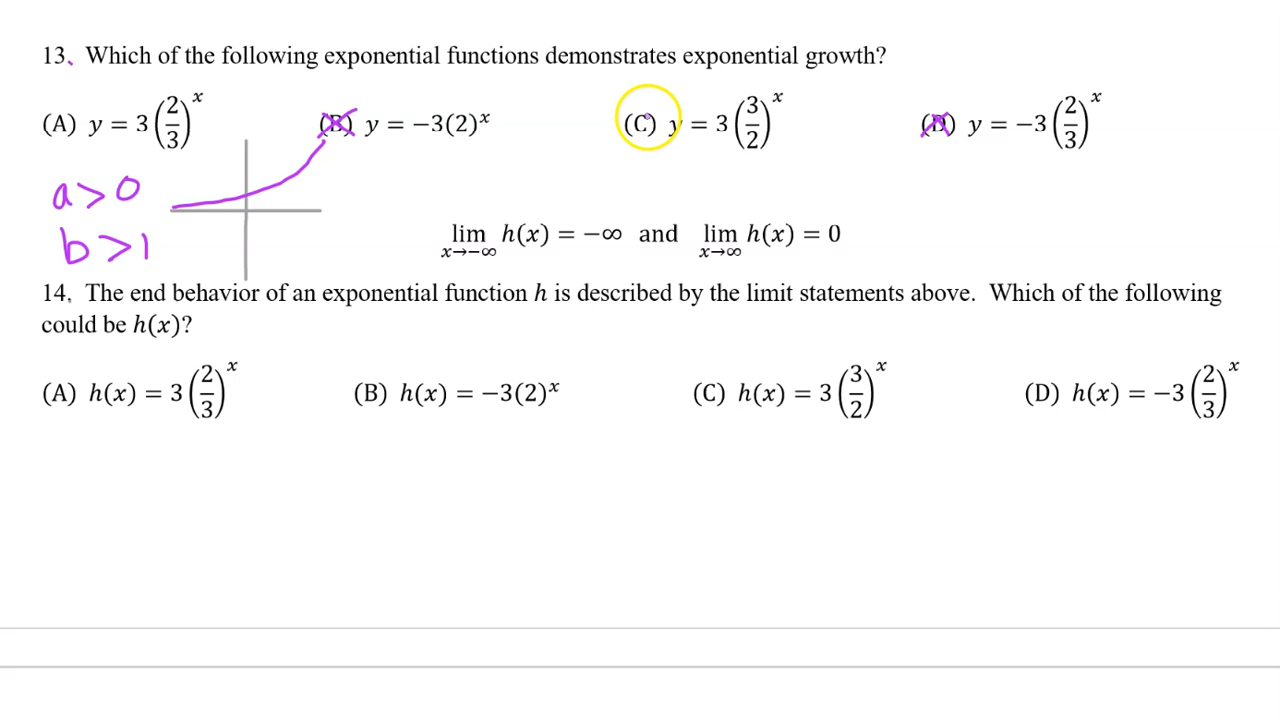 13. Which of the following exponential functions demonstrates exponential growth?
(A) y = 3(2/3)^x (B) y = −3(2)^x (C) y = 3(3/2)^x (D) y = −3(2/3)^x
a > 0
b > 1
lim x→−∞ h(x) = −∞ and lim x→∞ h(x) = 0
14. The end behavior of an exponential function h is described by the limit statements above. Which of the following
could be h(x)?
(A) h(x) = 3(2/3)^x (B) h(x) = −3(2)^x (C) h(x) = 3(3/2)^x (D) h(x) = −3(2/3)^x